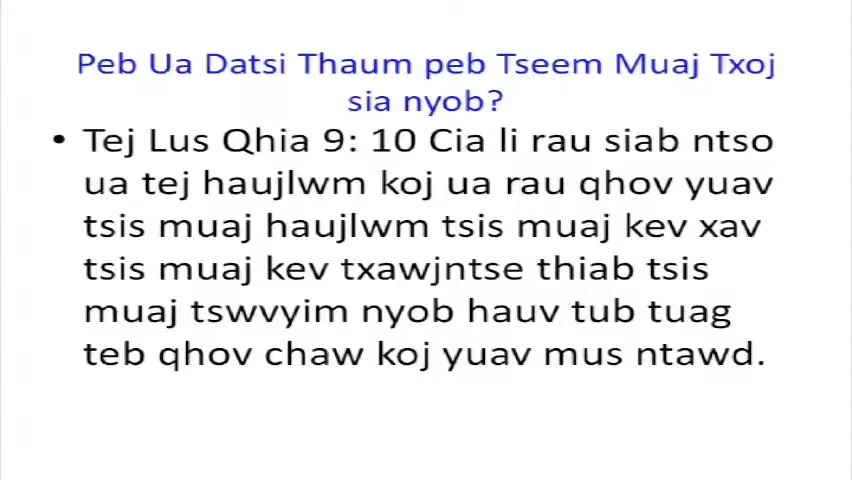 Peb Ua Datsi Thaum peb Tseem Muaj Txoj
sia nyob?
• Tej Lus Qhia 9: 10 Cia li rau siab ntso
ua tej haujlwm koj ua rau qhov yuav
tsis muaj haujlwm tsis muaj kev xav
tsis muaj kev txawjntse thiab tsis
muaj tswvyim nyob hauv tub tuag
teb qhov chaw koj yuav mus ntawd.